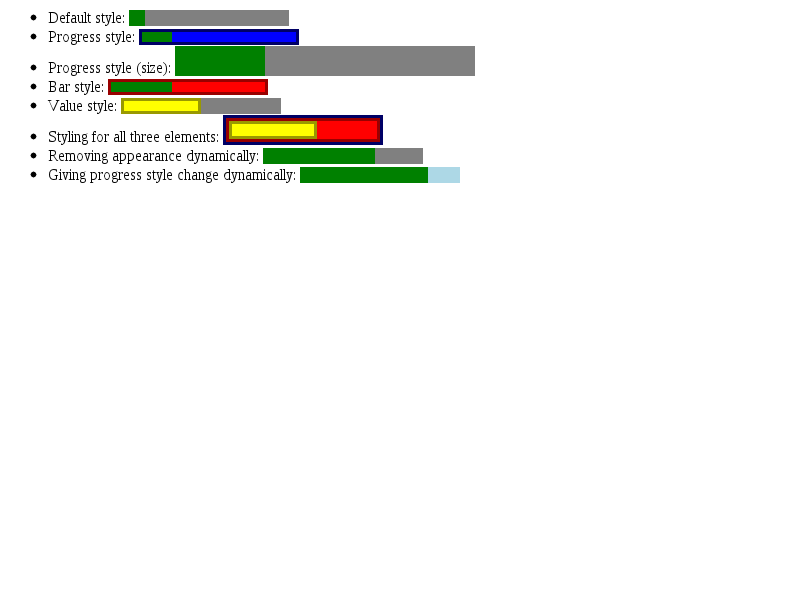 Default style:
Progress style:
Progress style (size):
Bar style:
Value style:
Styling for all three elements:
Removing appearance dynamically:
Giving progress style change dynamically: